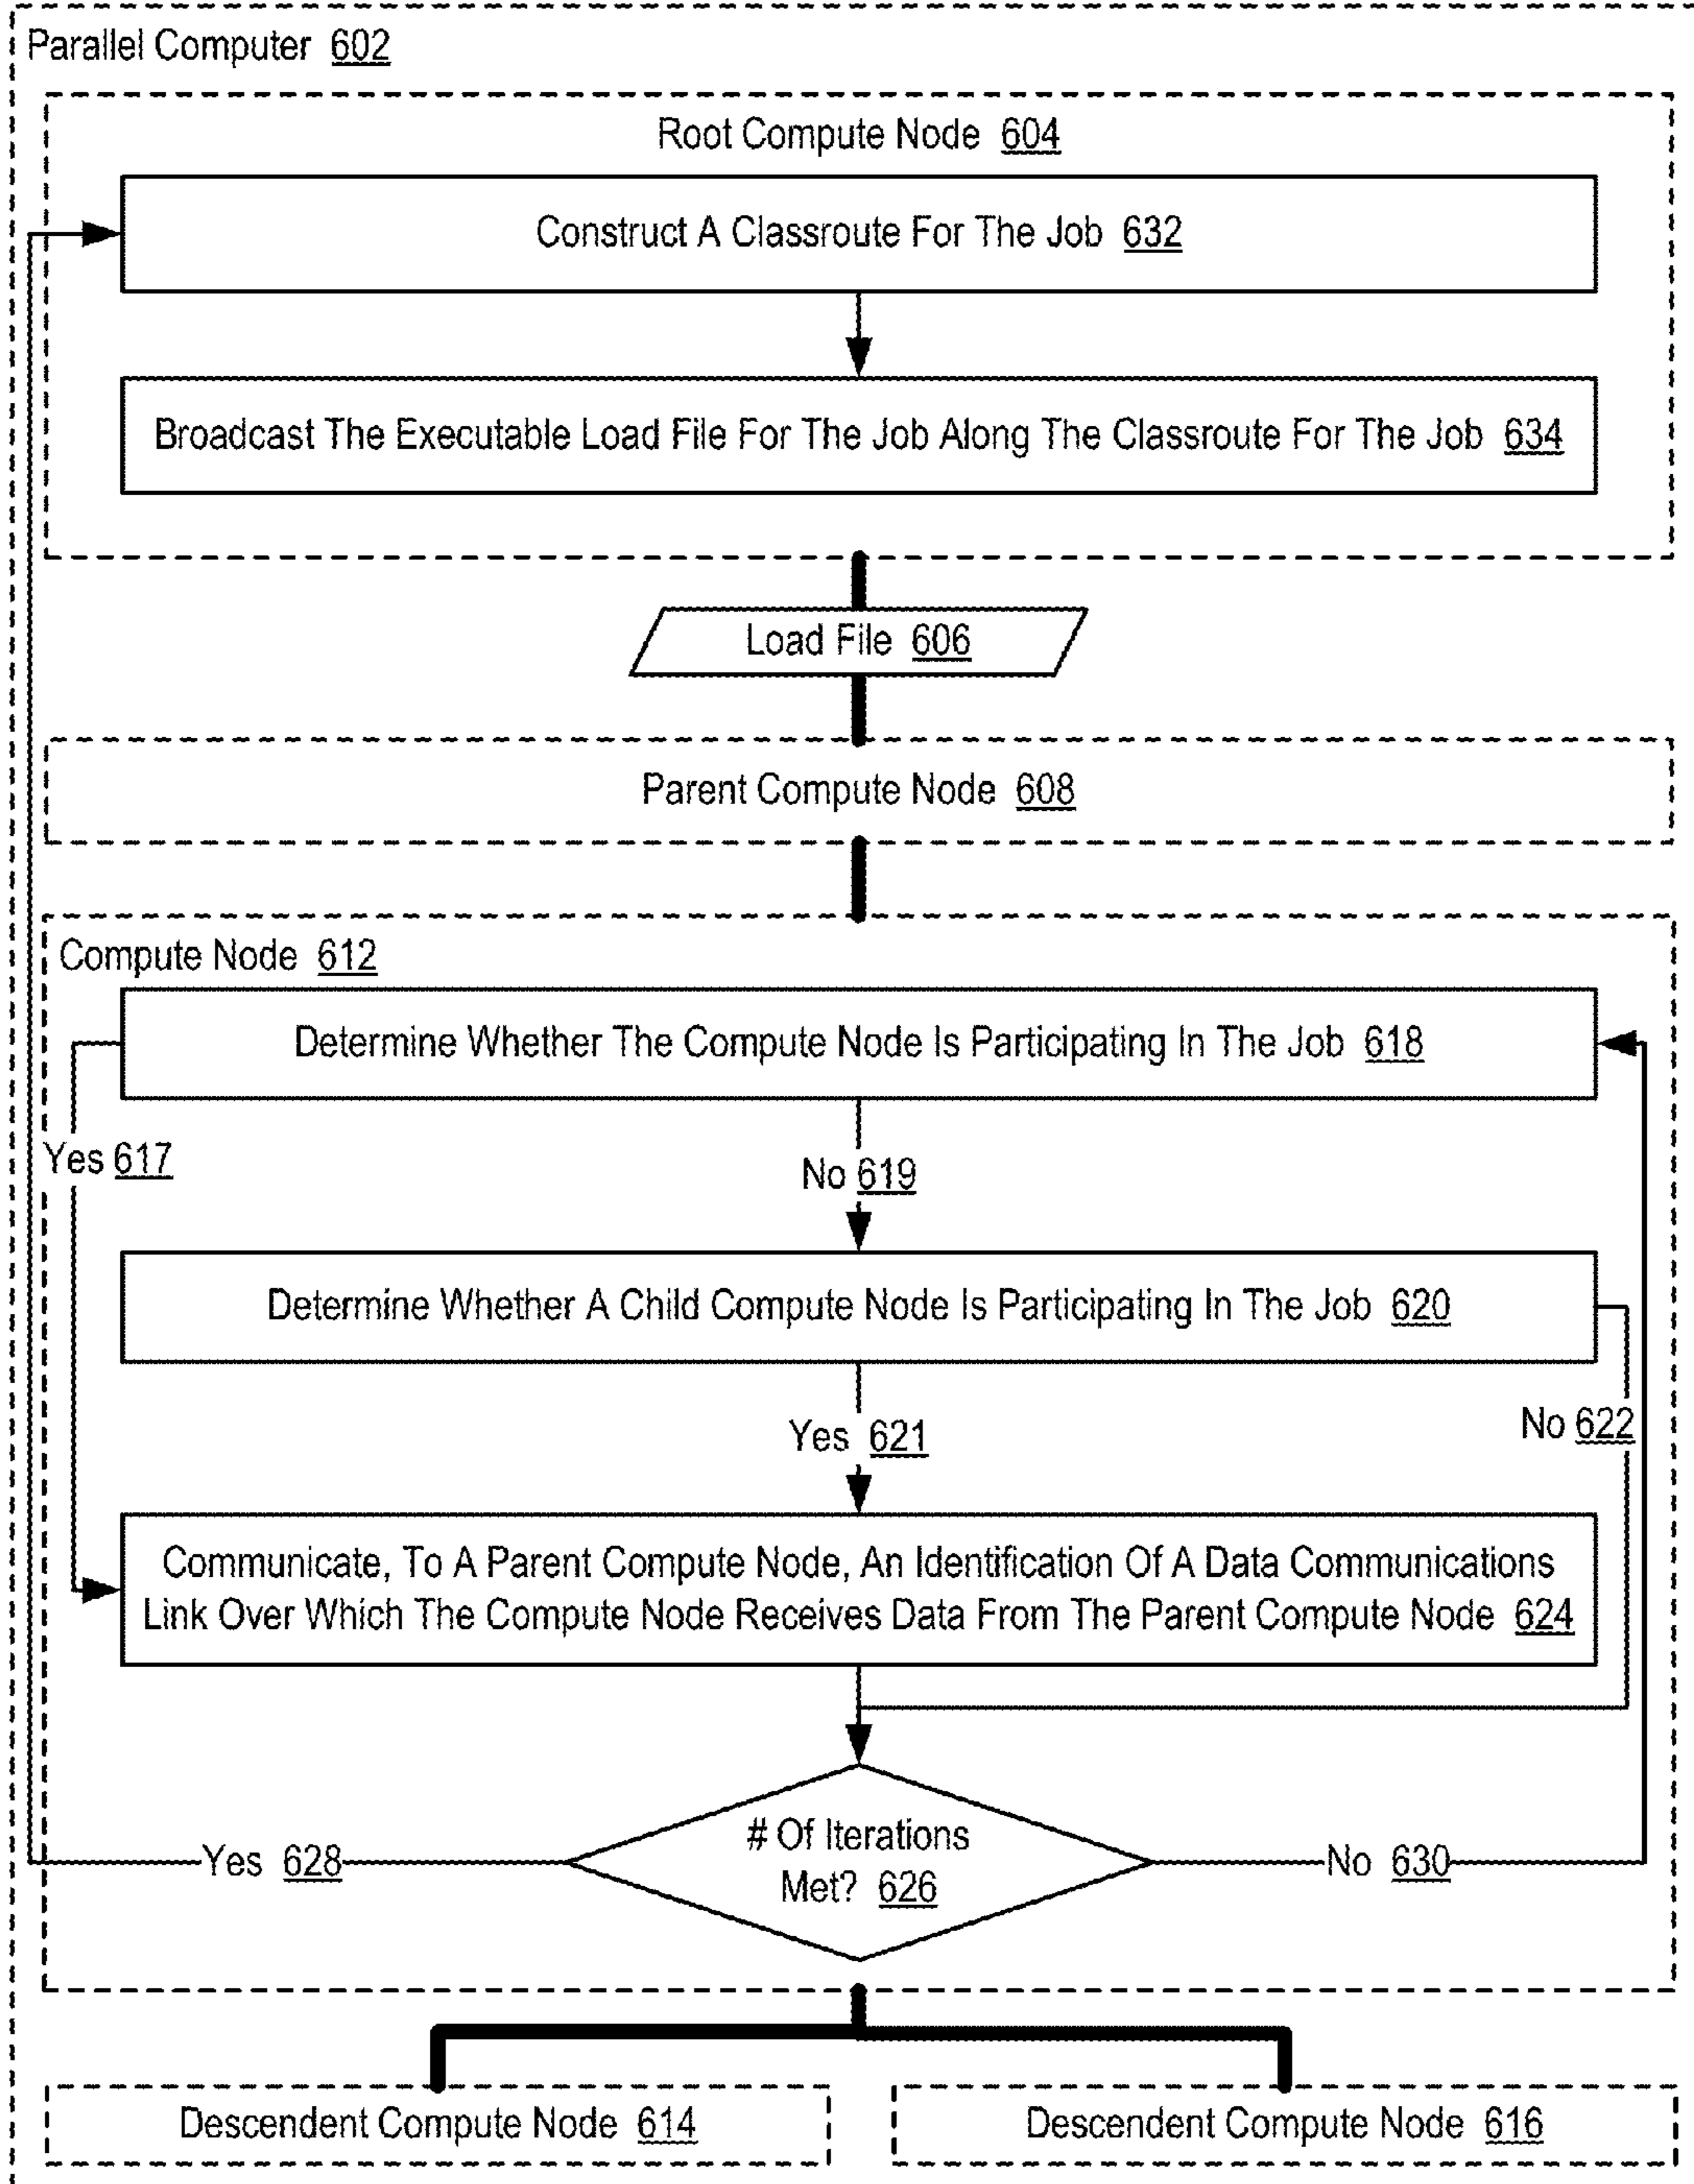 Parallel Computer 602
Root Compute Node 604
Construct A Classroute For The Job 632
Broadcast The Executable Load File For The Job Along The Classroute For The Job 634
Load File 606
Parent Compute Node 608
Compute Node 612
Determine Whether The Compute Node Is Participating In The Job 618
Yes 617
No 619
Determine Whether A Child Compute Node Is Participating In The Job 620
No 622
Yes 621
Communicate, To A Parent Compute Node, An Identification Of A Data Communications
Link Over Which The Compute Node Receives Data From The Parent Compute Node 624
# Of Iterations
Met? 626
Yes 628
No 630
Descendent Compute Node 614
Descendent Compute Node 616